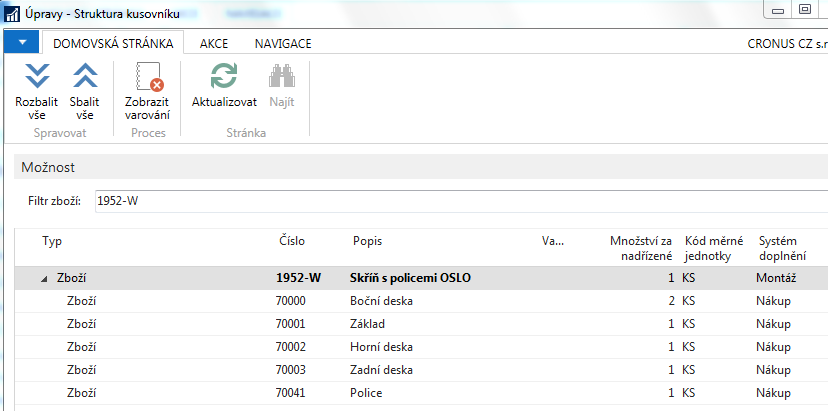 Úpravy - Struktura kusovníku
DOMOVSKÁ STRÁNKA AKCE NAVIGACE CRONUS CZ s.r
Rozbalit vše Sbalit vše Zobrazit varování Aktualizovat Najít
Spravovat Proces Stránka
Možnost
Filtr zboží: 1952-W
Typ Číslo Popis Va... Množství za nadřízené Kód měrné jednotky Systém doplnění
Zboží 1952-W Skříň s policemi OSLO 1 KS Montáž
Zboží 70000 Boční deska 2 KS Nákup
Zboží 70001 Základ 1 KS Nákup
Zboží 70002 Horní deska 1 KS Nákup
Zboží 70003 Zadní deska 1 KS Nákup
Zboží 70041 Police 1 KS Nákup